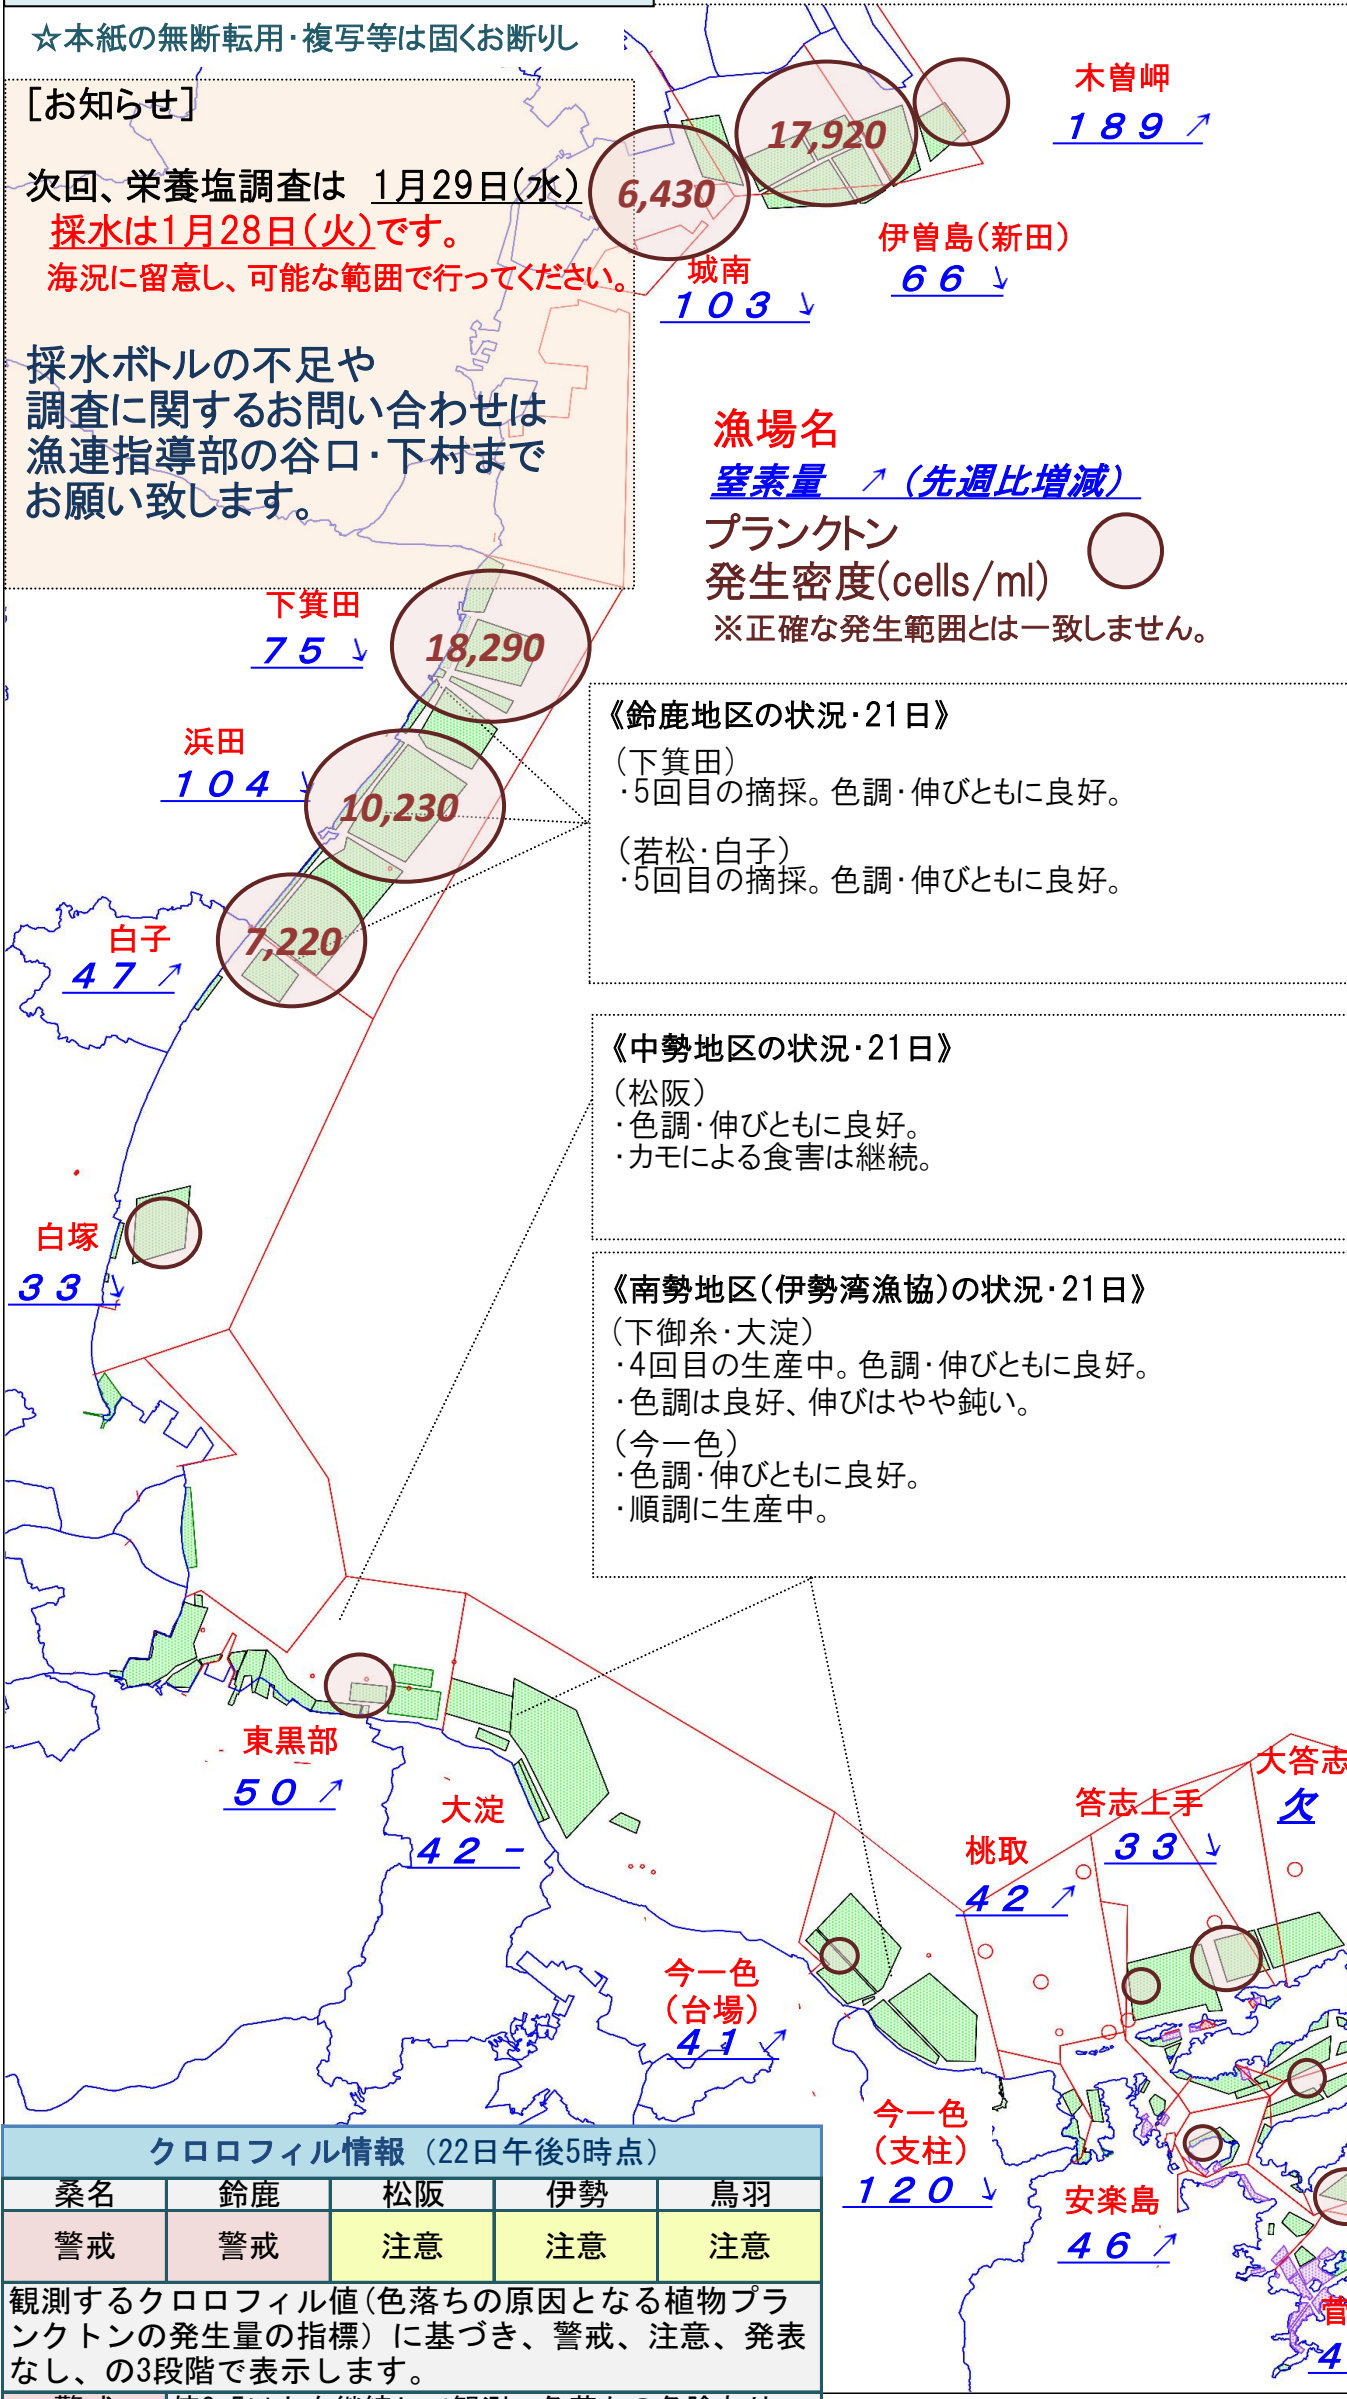 ☆本紙の無断転用・複写等は固くお断りし
[お知らせ]
次回、栄養塩調査は 1月29日(水)
採水は1月28日(火)です。
海況に留意し、可能な範囲で行ってください。
採水ボトルの不足や
調査に関するお問い合わせは
漁連指導部の谷口・下村まで
お願い致します。
木曽岬
189 ↗
17,920
6,430
伊曽島(新田)
66 ↘
城南
103 ↘
漁場名
窒素量 ↗(先週比増減)
プランクトン
発生密度(cells/ml)
※正確な発生範囲とは一致しません。
下箕田
75 ↘
18,290
浜田
104 ↘
10,230
白子
47 ↗
7,220
《鈴鹿地区の状況・21日》
(下箕田)
・5回目の摘採。色調・伸びともに良好。
(若松・白子)
・5回目の摘採。色調・伸びともに良好。
《中勢地区の状況・21日》
(松阪)
・色調・伸びともに良好。
・カモによる食害は継続。
白塚
33 ↘
《南勢地区(伊勢湾漁協)の状況・21日》
(下御糸・大淀)
・4回目の生産中。色調・伸びともに良好。
・色調は良好、伸びはやや鈍い。
(今一色)
・色調・伸びともに良好。
・順調に生産中。
東黒部
50 ↗
大淀
42 -
大答志
欠
答志上手
33 ↘
桃取
42 ↗
今一色
(台場)
41 ↗
今一色
(支柱)
120 ↘
安楽島
46 ↗
菅
4
クロロフィル情報(22日午後5時点)
桑名 鈴鹿 松阪 伊勢 鳥羽
警戒 警戒 注意 注意 注意
観測するクロロフィル値(色落ちの原因となる植物プラ
ンクトンの発生量の指標)に基づき、警戒、注意、発表
なし、の3段階で表示します。